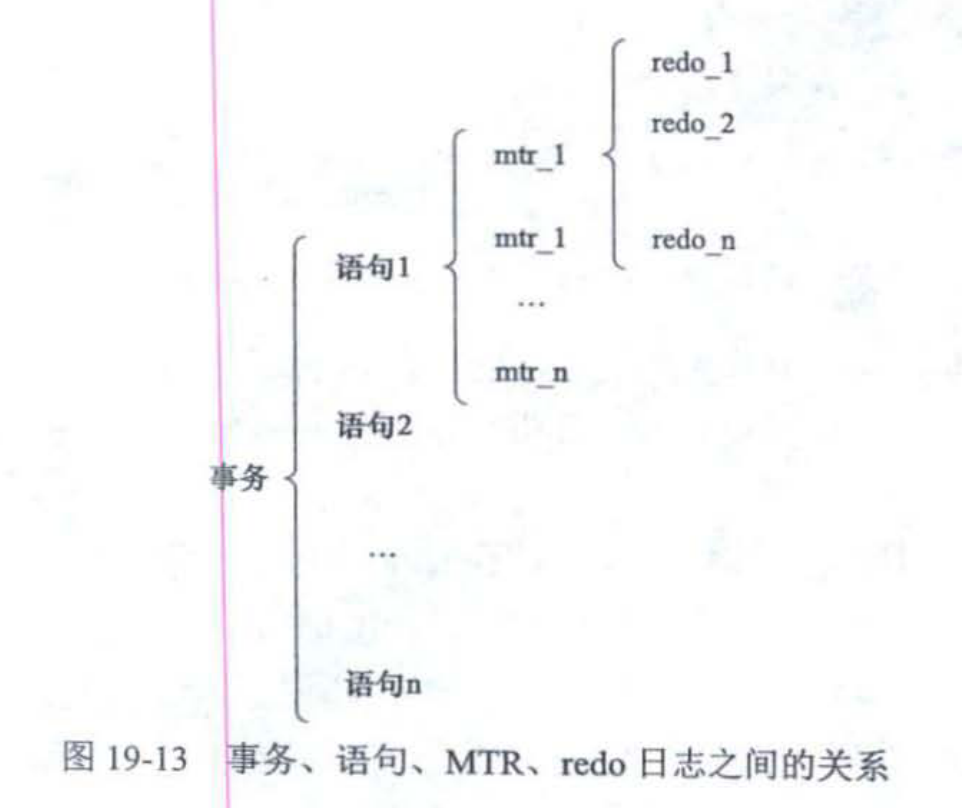 redo_1
redo_2
mtr_1
mtr_1
redo_n
语句1
…
mtr_n
语句2
事务
…
语句n
图 19-13 事务、语句、MTR、redo 日志之间的关系